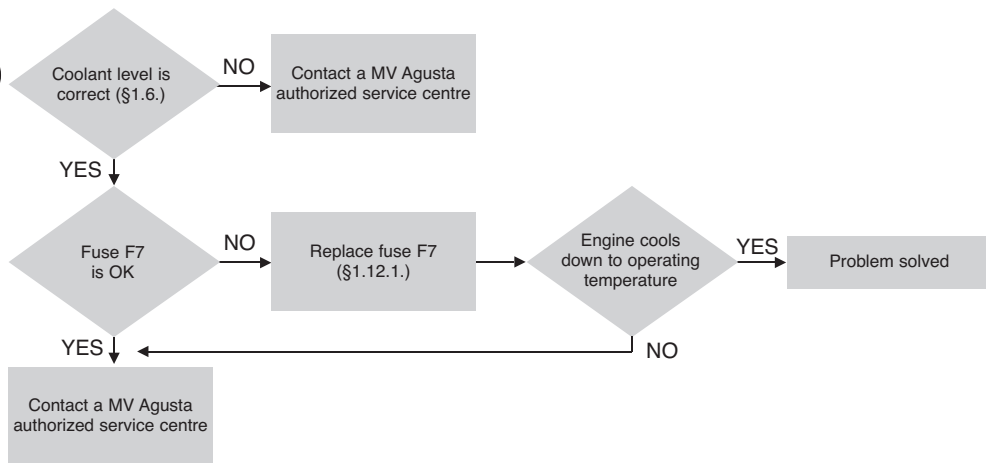 Coolant level is
correct (§1.6.)
NO
Contact a MV Agusta
authorized service centre
YES
Fuse F7
is OK
NO
Replace fuse F7
(§1.12.1.)
Engine cools
down to operating
temperature
YES
Problem solved
YES
NO
Contact a MV Agusta
authorized service centre